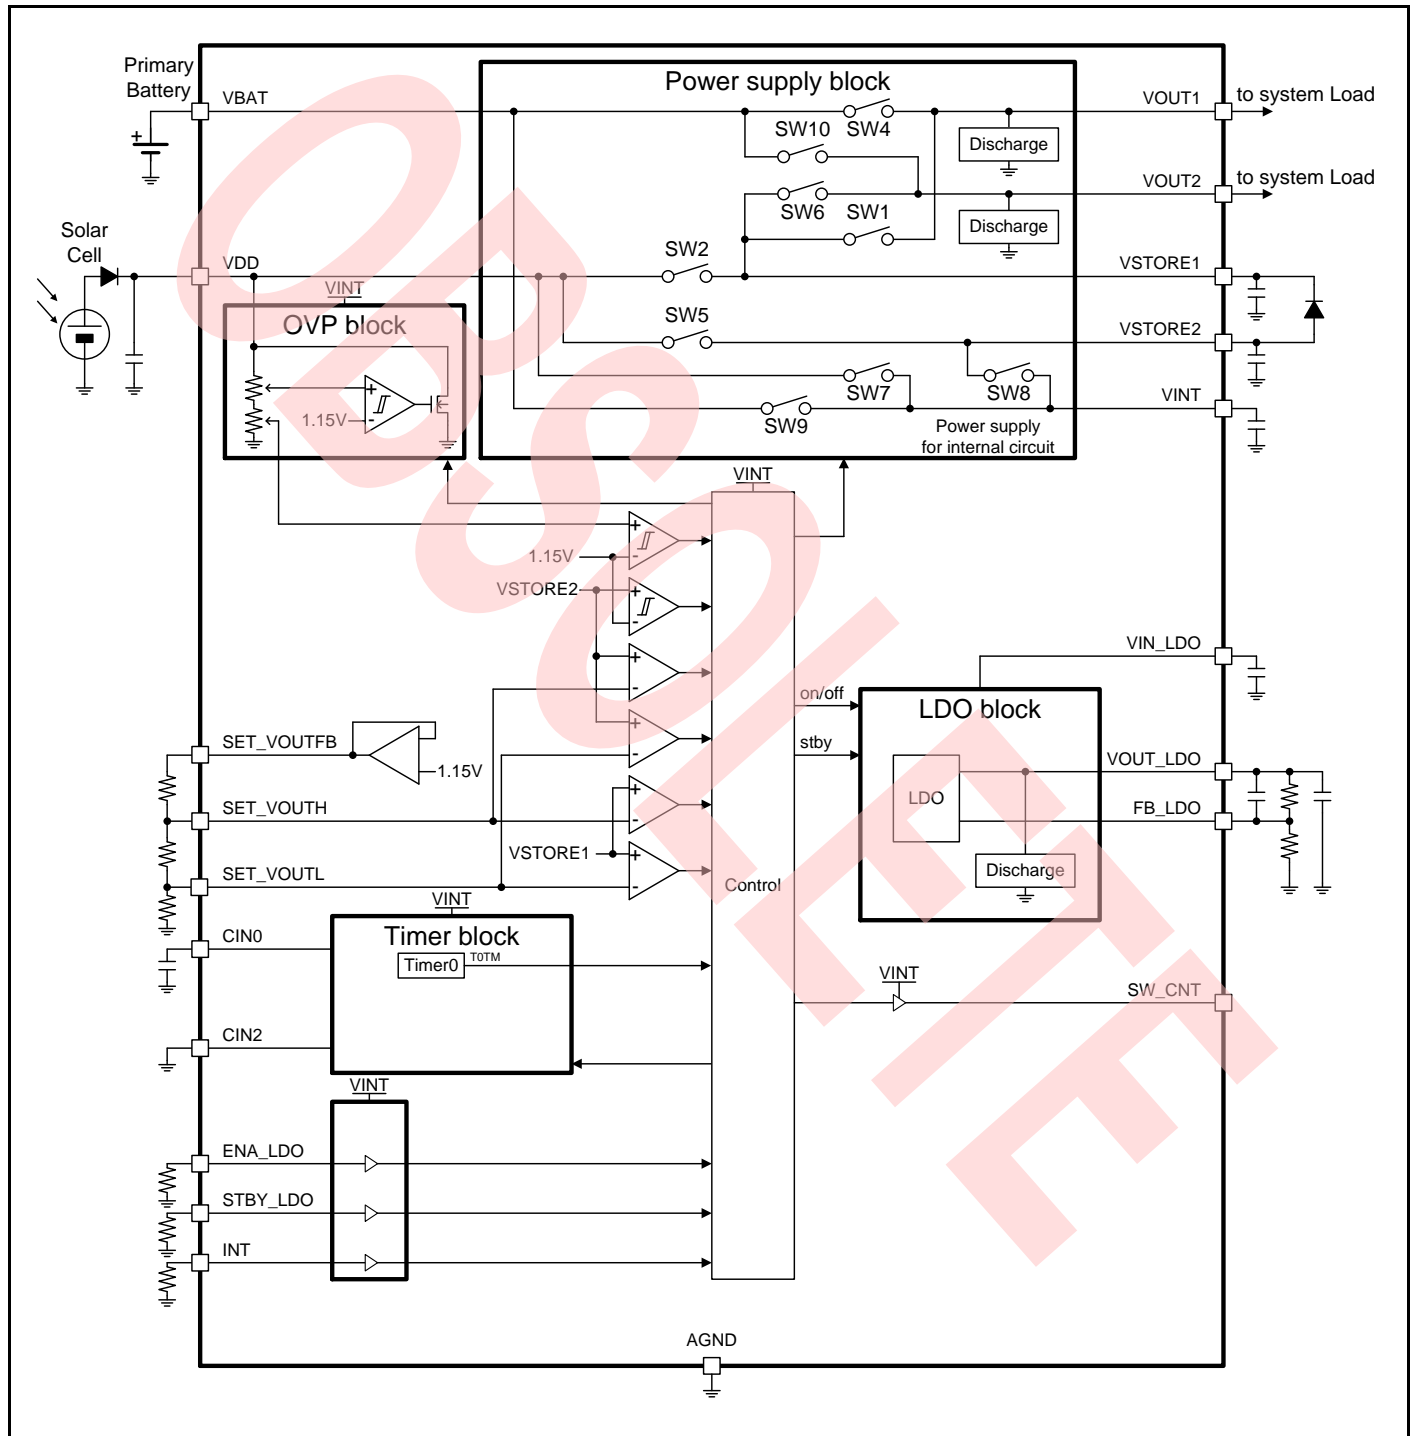 Primary
Battery
VBAT
Power supply block
VOUT1
to system Load
SW10
SW4
Discharge
VOUT2
to system Load
SW6
SW1
Discharge
Solar
Cell
VDD
SW2
VSTORE1
VINT
OVP block
SW5
VSTORE2
SW7
SW8
VINT
+
1.15V
-
SW9
Power supply
for internal circuit
VINT
+
1.15V
-
VSTORE2
+
-
+
-
+
-
on/off
stby
VIN_LDO
LDO block
SET_VOUTFB
1.15V
LDO
VOUT_LDO
FB_LDO
SET_VOUTH
+
-
VSTORE1
+
-
SET_VOUTL
Discharge
Control
VINT
CIN0
Timer block
Timer0
T0TM
VINT
SW_CNT
CIN2
VINT
ENA_LDO
STBY_LDO
INT
AGND
OBSOLETE